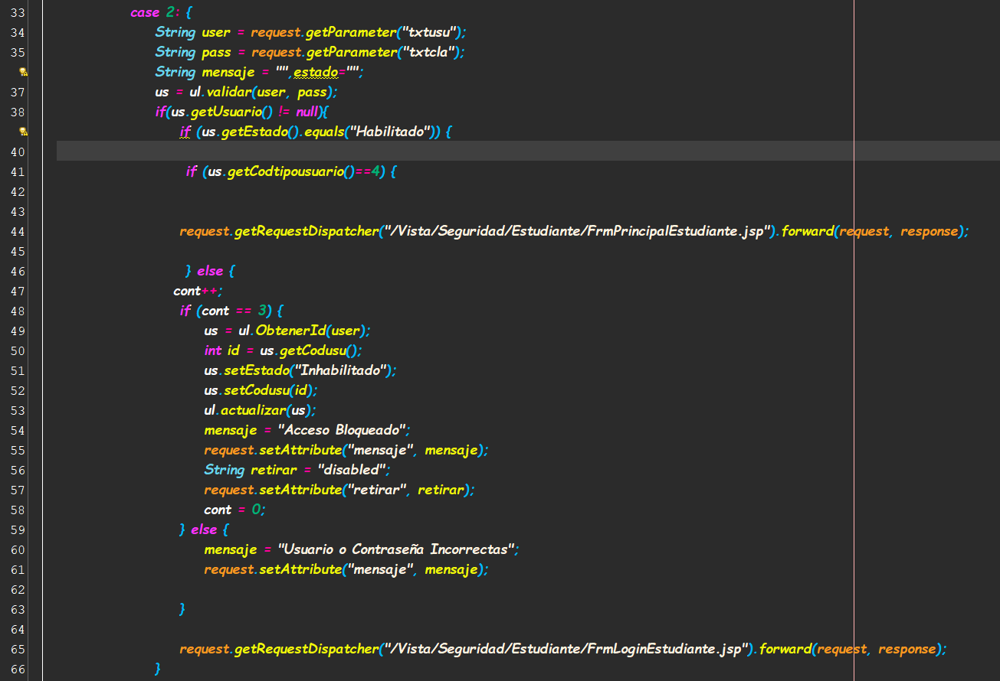 33 case 2: {
34 String user = request.getParameter("txtusu");
35 String pass = request.getParameter("txtcla");
String mensaje = "",estado="";
37 us = ul.validar(user, pass);
38 if(us.getUsuario() != null){
if (us.getEstado().equals("Habilitado")) {
40
41 if (us.getCodtipousuario()==4) {
42
43
44 request.getRequestDispatcher("/Vista/Seguridad/Estudiante/FrmPrincipalEstudiante.jsp").forward(request, response);
45
46 } else {
47 cont++;
48 if (cont == 3) {
49 us = ul.ObtenerId(user);
50 int id = us.getCodusu();
51 us.setEstado("Inhabilitado");
52 us.setCodusu(id);
53 ul.actualizar(us);
54 mensaje = "Acceso Bloqueado";
55 request.setAttribute("mensaje", mensaje);
56 String retirar = "disabled";
57 request.setAttribute("retirar", retirar);
58 cont = 0;
59 } else {
60 mensaje = "Usuario o Contraseña Incorrectas";
61 request.setAttribute("mensaje", mensaje);
62
63 }
64
65 request.getRequestDispatcher("/Vista/Seguridad/Estudiante/FrmLoginEstudiante.jsp").forward(request, response);
66 }